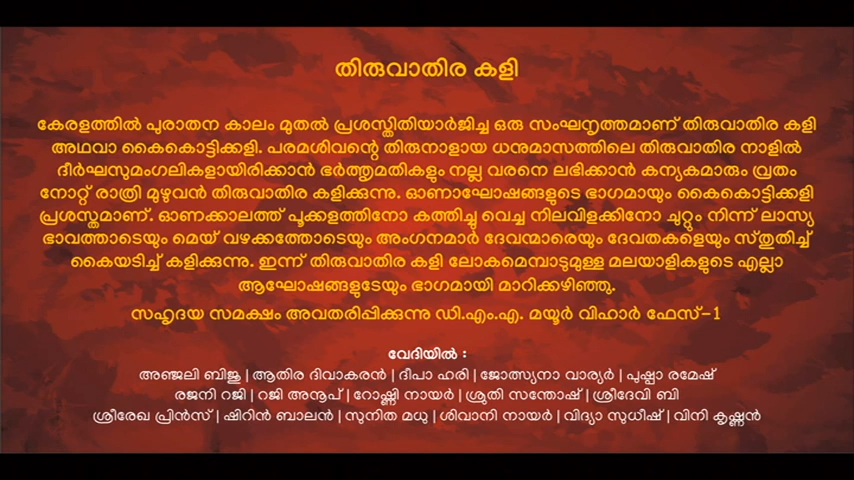 തിരുവാതിര കളി
കേരളത്തിൽ പുരാതന കാലം മുതൽ പ്രശസ്തിതിയാർജിച്ച ഒരു സംഘനൃത്തമാണ് തിരുവാതിര കളി
അഥവാ കൈകൊട്ടിക്കളി. പരമശിവന്റെ തിരുനാളായ ധനുമാസത്തിലെ തിരുവാതിര നാളിൽ
ദീർഘസുമംഗലികളായിരിക്കാൻ ഭർത്തൃമതികളും നല്ല വരനെ ലഭിക്കാൻ കന്യകമാരും വ്രതം
നോറ്റ് രാത്രി മുഴുവൻ തിരുവാതിര കളിക്കുന്നു. ഓണാഘോഷങ്ങളുടെ ഭാഗമായും കൈകൊട്ടിക്കളി
പ്രശസ്തമാണ്. ഓണക്കാലത്ത് പൂക്കളത്തിനോ കത്തിച്ചു വെച്ച നിലവിളക്കിനോ ചുറ്റും നിന്ന് ലാസ്യ
ഭാവത്താടെയും മെയ് വഴക്കത്തോടെയും അംഗനമാർ ദേവന്മാരെയും ദേവതകളെയും സ്തുതിച്ച്
കൈയടിച്ച് കളിക്കുന്നു. ഇന്ന് തിരുവാതിര കളി ലോകമെമ്പാടുമുള്ള മലയാളികളുടെ എല്ലാ
ആഘോഷങ്ങളുടേയും ഭാഗമായി മാറിക്കഴിഞ്ഞു.
സഹൃദയ സമക്ഷം അവതരിപ്പിക്കുന്നു ഡി.എം.എ. മയൂർ വിഹാർ ഫേസ്-1
വേദിയിൽ :
അഞ്ജലി ബിജു | ആതിര ദിവാകരൻ | ദീപാ ഹരി | ജോത്സ്യനാ വാര്യർ | പുഷ്പാ രമേഷ്
രജനി റജി | റജി അനൂപ് | റോഷ്ണി നായർ | ശ്രുതി സന്തോഷ് | ശ്രീദേവി ബി
ശ്രീരേഖ പ്രിൻസ് | ഷിറിൻ ബാലൻ | സുനിത മധു | ശിവാനി നായർ | വിദ്യാ സുധീഷ് | വിനി കൃഷ്ണൻ